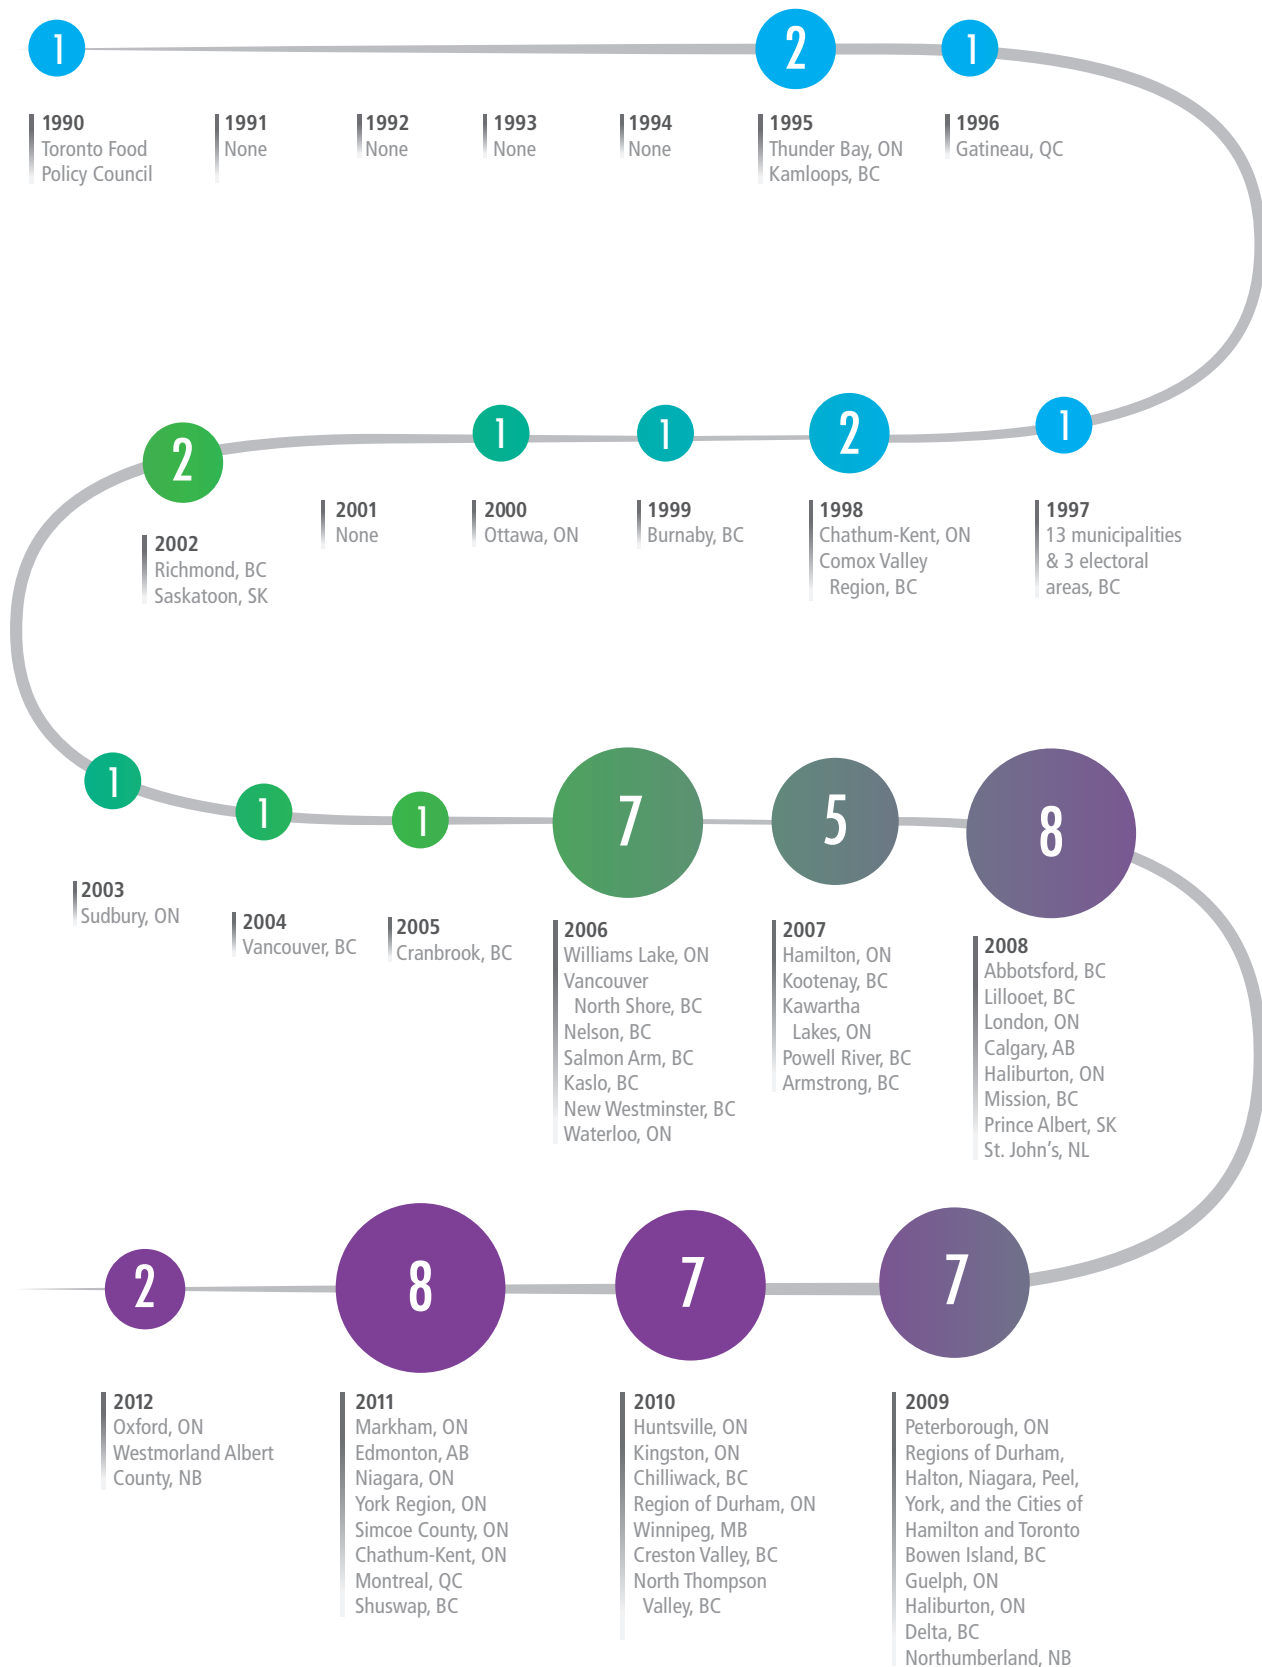 1
2
1
1990
Toronto Food
Policy Council
1991
None
1992
None
1993
None
1994
None
1995
Thunder Bay, ON
Kamloops, BC
1996
Gatineau, QC
2
1
1
2
1
2002
Richmond, BC
Saskatoon, SK
2001
None
2000
Ottawa, ON
1999
Burnaby, BC
1998
Chathum-Kent, ON
Comox Valley
Region, BC
1997
13 municipalities
& 3 electoral
areas, BC
1
1
1
7
5
8
2003
Sudbury, ON
2004
Vancouver, BC
2005
Cranbrook, BC
2006
Williams Lake, ON
Vancouver
North Shore, BC
Nelson, BC
Salmon Arm, BC
Kaslo, BC
New Westminster, BC
Waterloo, ON
2007
Hamilton, ON
Kootenay, BC
Kawartha
Lakes, ON
Powell River, BC
Armstrong, BC
2008
Abbotsford, BC
Lillooet, BC
London, ON
Calgary, AB
Haliburton, ON
Mission, BC
Prince Albert, SK
St. John’s, NL
2
8
7
7
2012
Oxford, ON
Westmorland Albert
County, NB
2011
Markham, ON
Edmonton, AB
Niagara, ON
York Region, ON
Simcoe County, ON
Chathum-Kent, ON
Montreal, QC
Shuswap, BC
2010
Huntsville, ON
Kingston, ON
Chilliwack, BC
Region of Durham, ON
Winnipeg, MB
Creston Valley, BC
North Thompson
Valley, BC
2009
Peterborough, ON
Regions of Durham,
Halton, Niagara, Peel,
York, and the Cities of
Hamilton and Toronto
Bowen Island, BC
Guelph, ON
Haliburton, ON
Delta, BC
Northumberland, NB